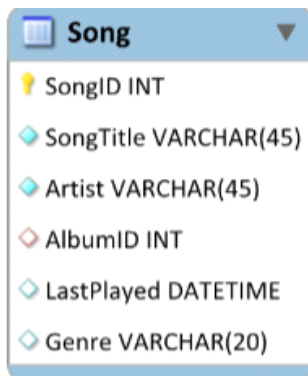 Song
SongID INT
SongTitle VARCHAR(45)
Artist VARCHAR(45)
AlbumID INT
LastPlayed DATETIME
Genre VARCHAR(20)